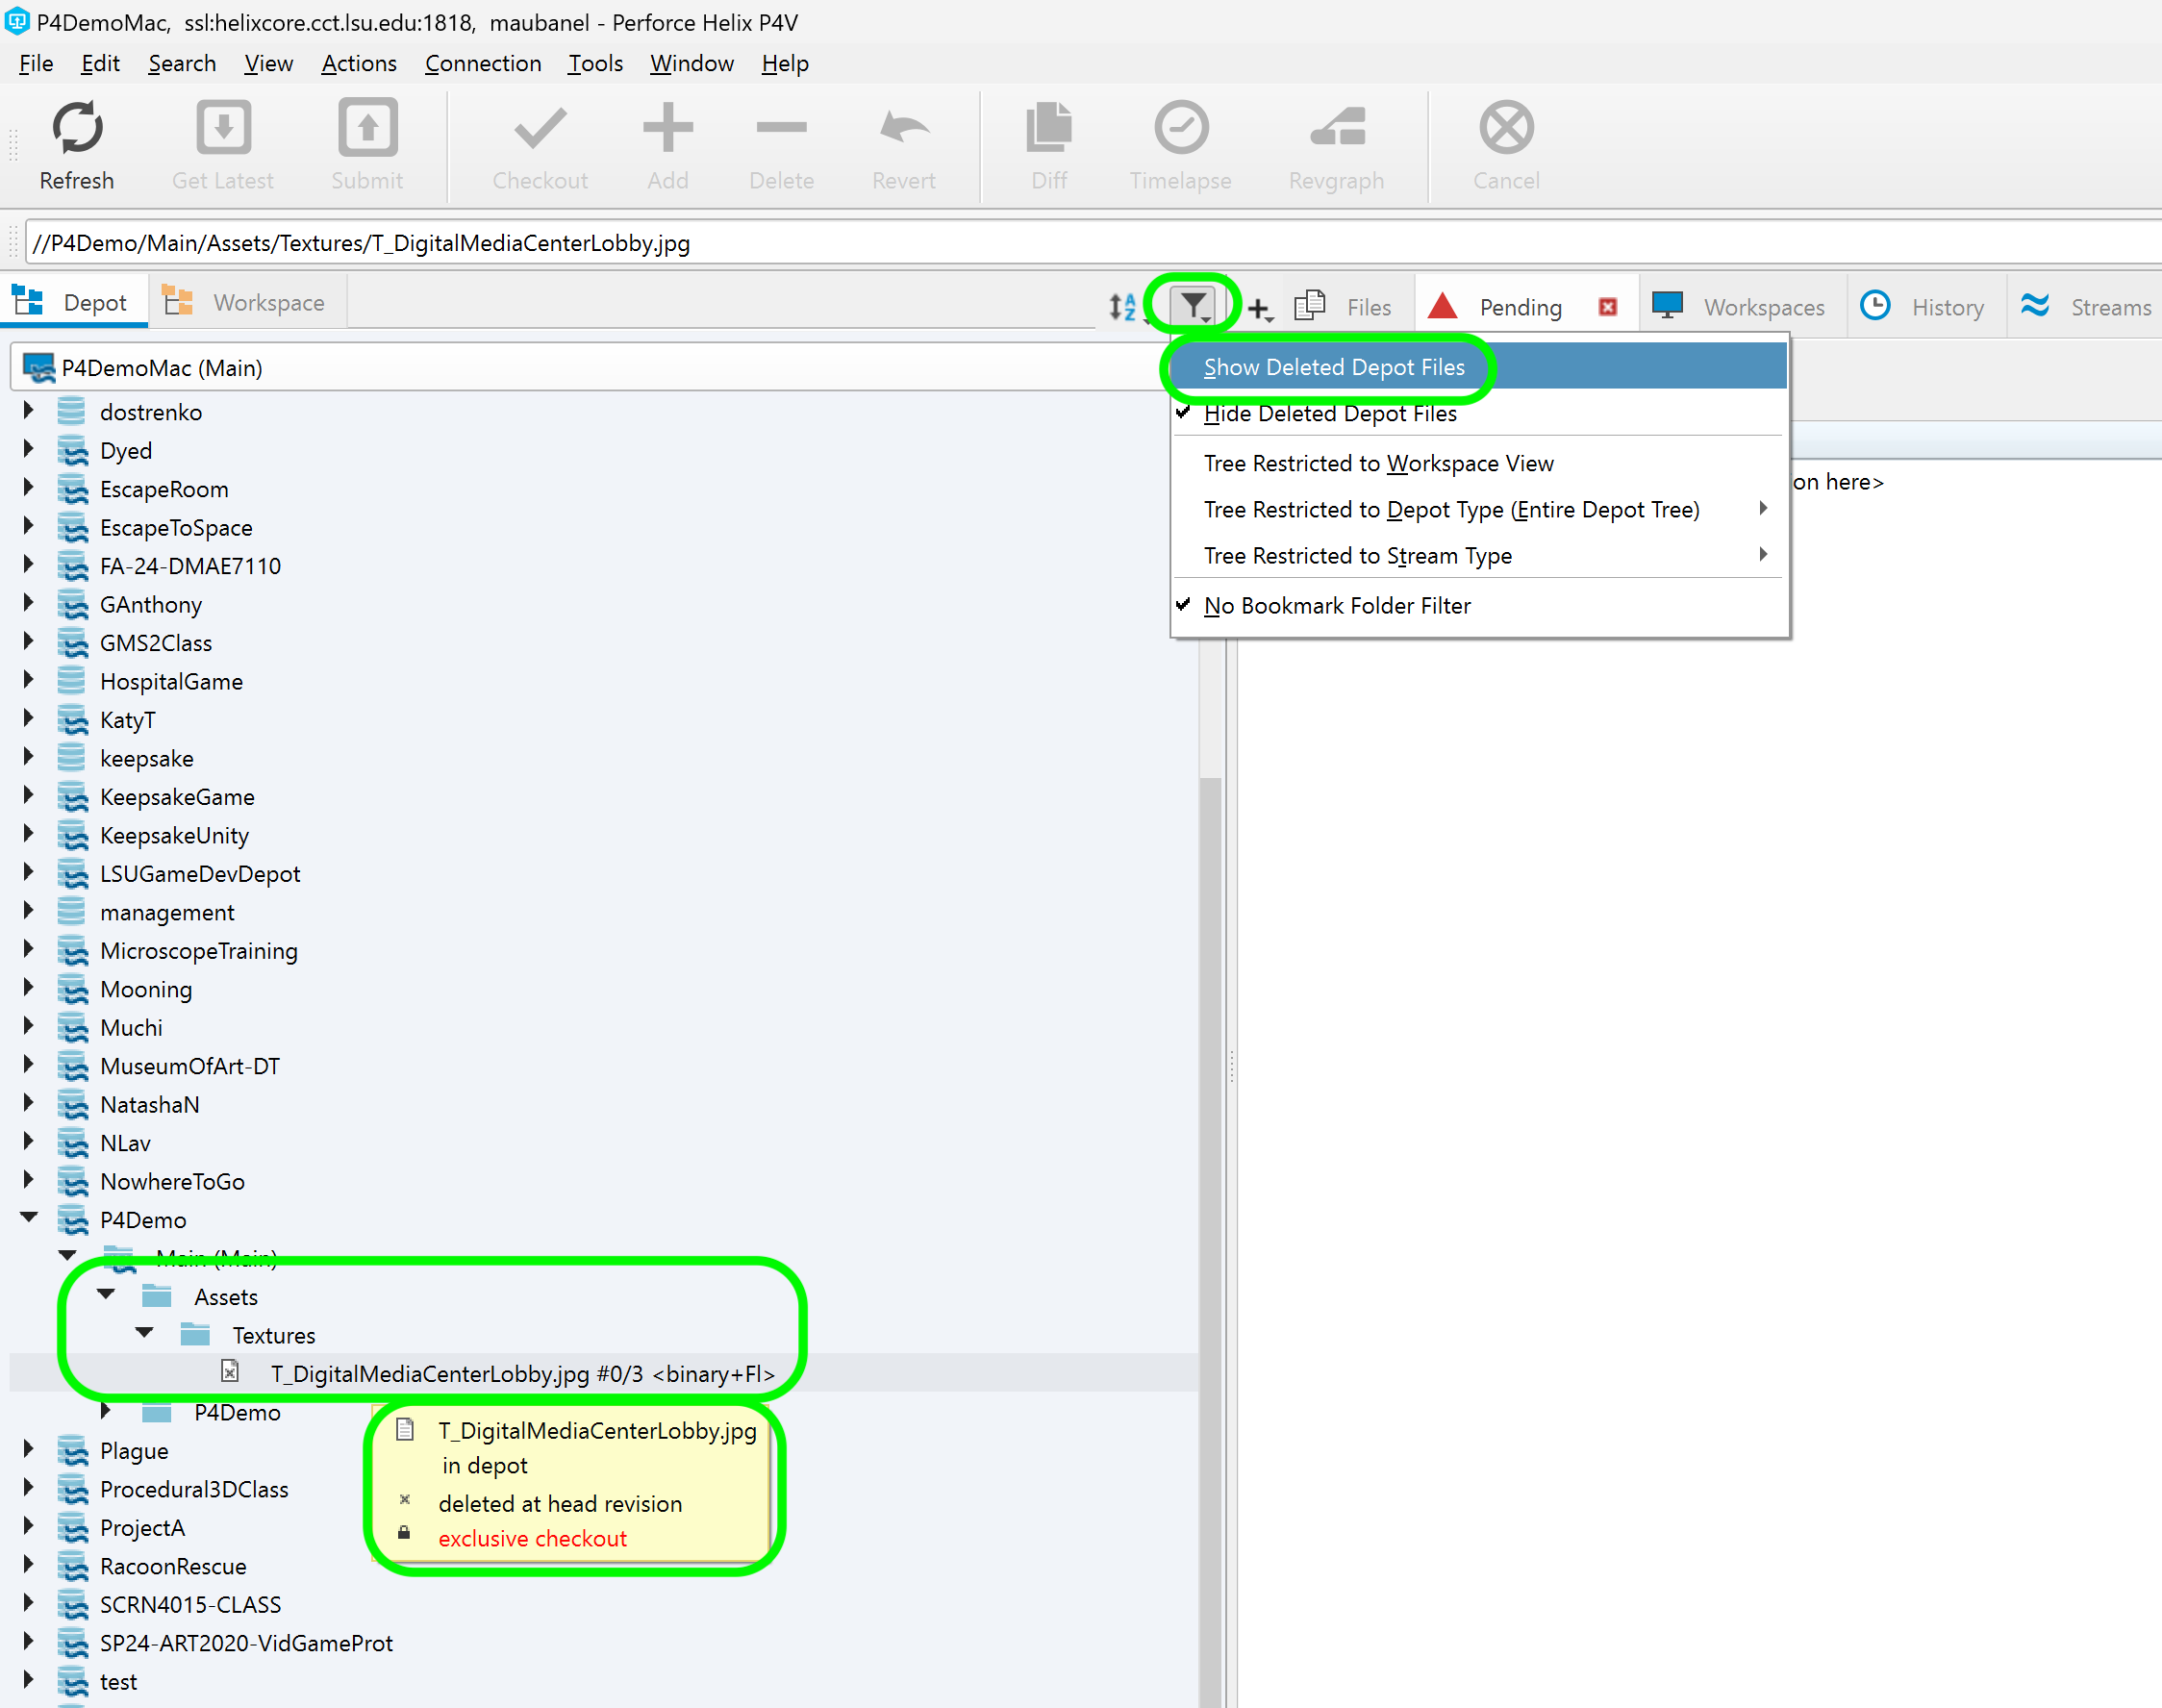 P4DemoMac, ssl:helixcore.cct.lsu.edu:1818, maubanel - Perforce Helix P4V
File Edit Search View Actions Connection Tools Window Help
Refresh Get Latest Submit Checkout Add Delete Revert Diff Timelapse Revgraph Cancel
//P4Demo/Main/Assets/Textures/T_DigitalMediaCenterLobby.jpg
Depot Workspace Files Pending Workspaces History Streams
P4DemoMac (Main)
Show Deleted Depot Files
Hide Deleted Depot Files
Tree Restricted to Workspace View
Tree Restricted to Depot Type (Entire Depot Tree)
Tree Restricted to Stream Type
No Bookmark Folder Filter
on here>
dostrenko
Dyed
EscapeRoom
EscapeToSpace
FA-24-DMAE7110
GAnthony
GMS2Class
HospitalGame
KatyT
keepsake
KeepsakeGame
KeepsakeUnity
LSUGameDevDepot
management
MicroscopeTraining
Mooning
Muchi
MuseumOfArt-DT
NatashaN
NLav
NowhereToGo
P4Demo
Main (Main)
Assets
Textures
T_DigitalMediaCenterLobby.jpg #0/3 <binary+Fl>
P4Demo
T_DigitalMediaCenterLobby.jpg
in depot
deleted at head revision
exclusive checkout
Plague
Procedural3DClass
ProjectA
RacoonRescue
SCRN4015-CLASS
SP24-ART2020-VidGameProt
test